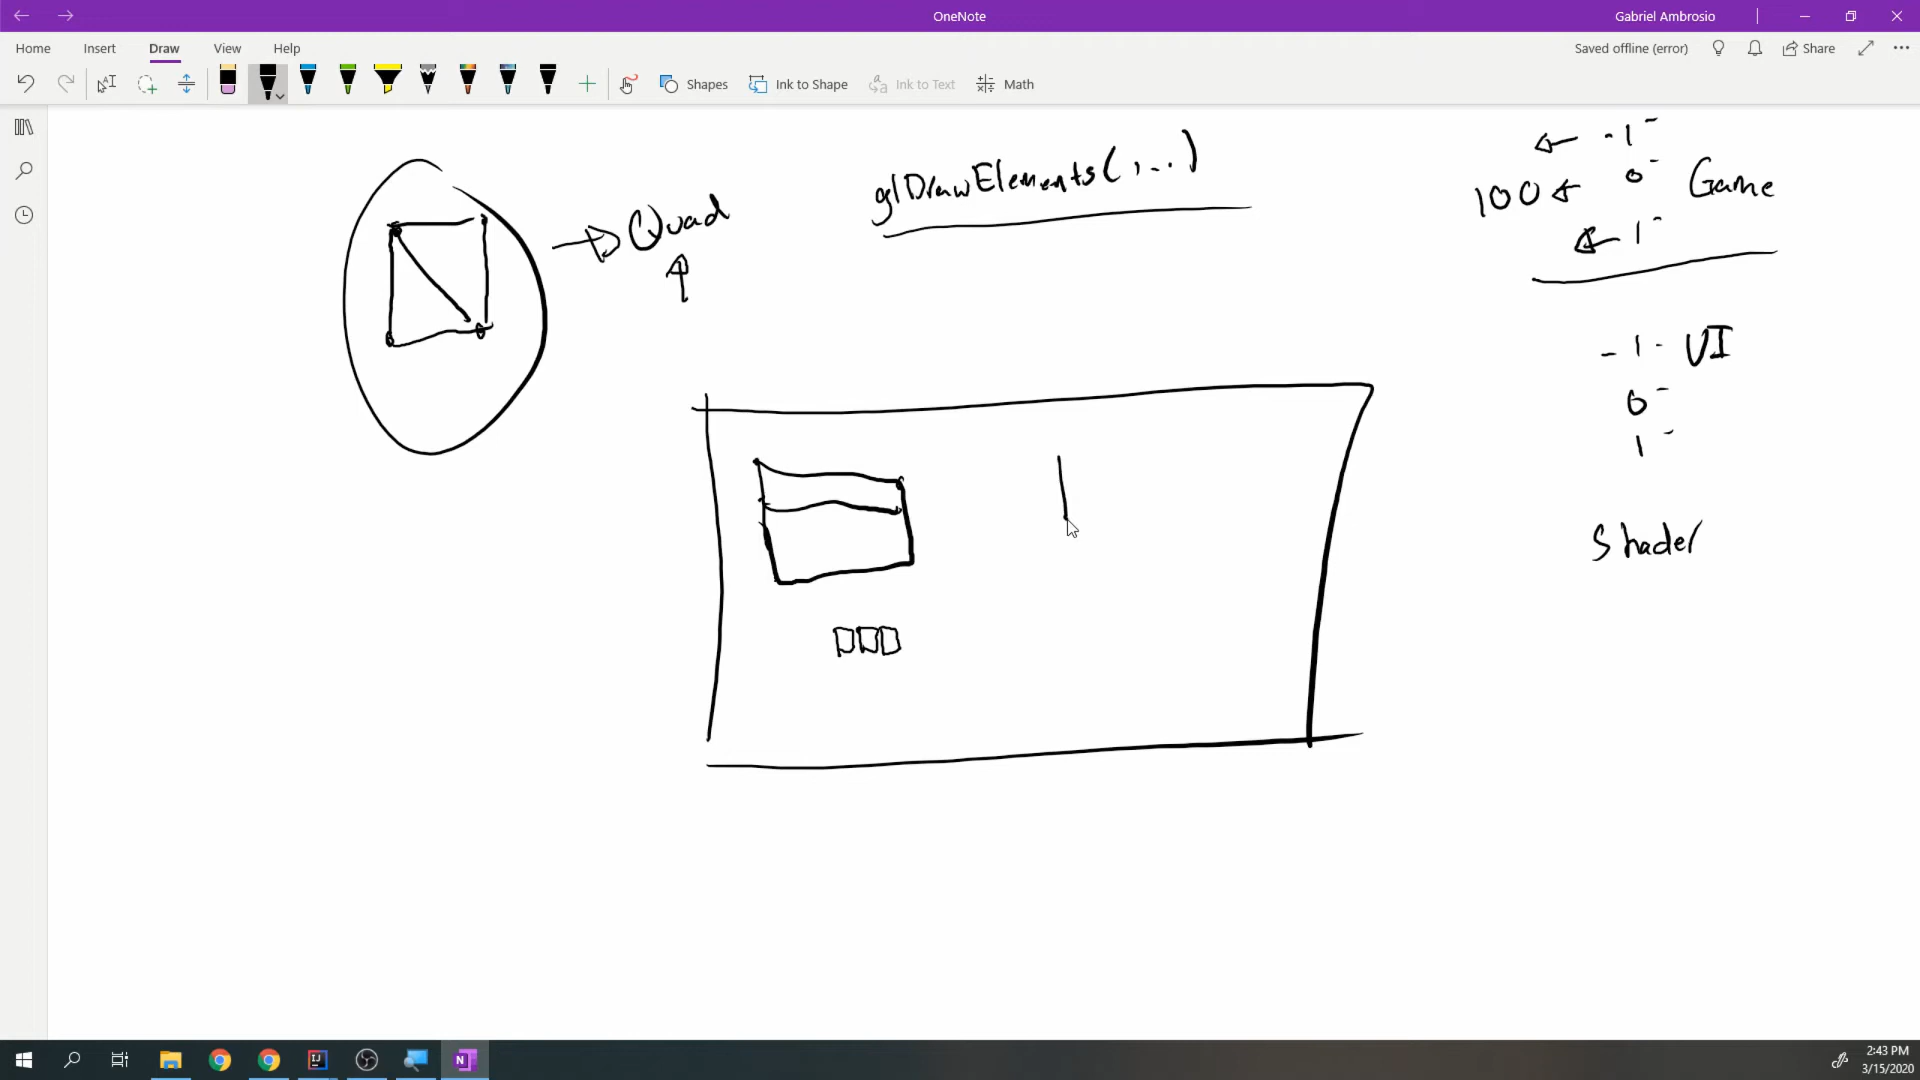 OneNote
Gabriel Ambrosio
Home Insert Draw View Help
Saved offline (error)
Share
Shapes
Ink to Shape
Ink to Text
Math
glDrawElements( , ...)
Quad
-1 -
0 -
100
Game
1 -
-1 - UI
0 -
1 -
Shader
2:43 PM
3/15/2020